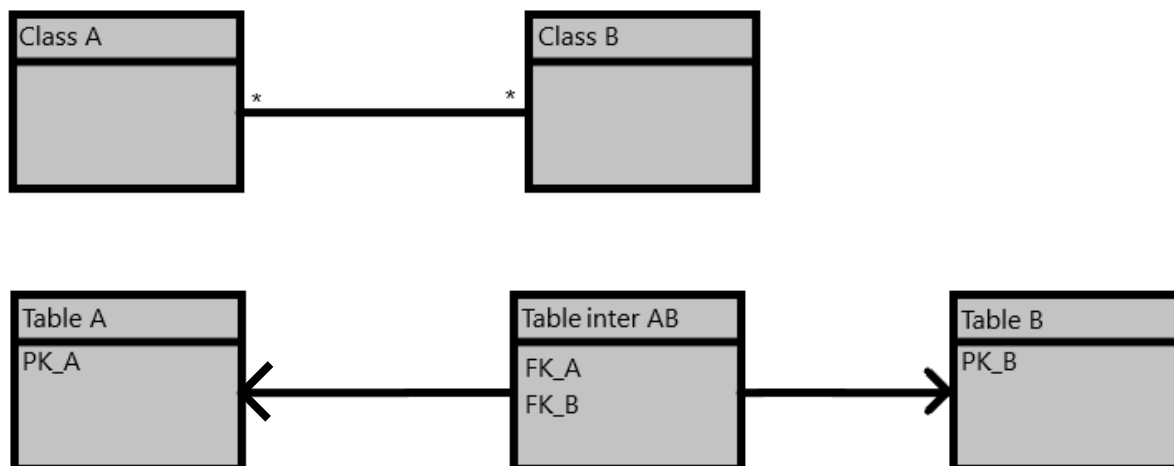 Class A
Class B
*
*
Table A
Table inter AB
Table B
PK_A
FK_A
FK_B
PK_B